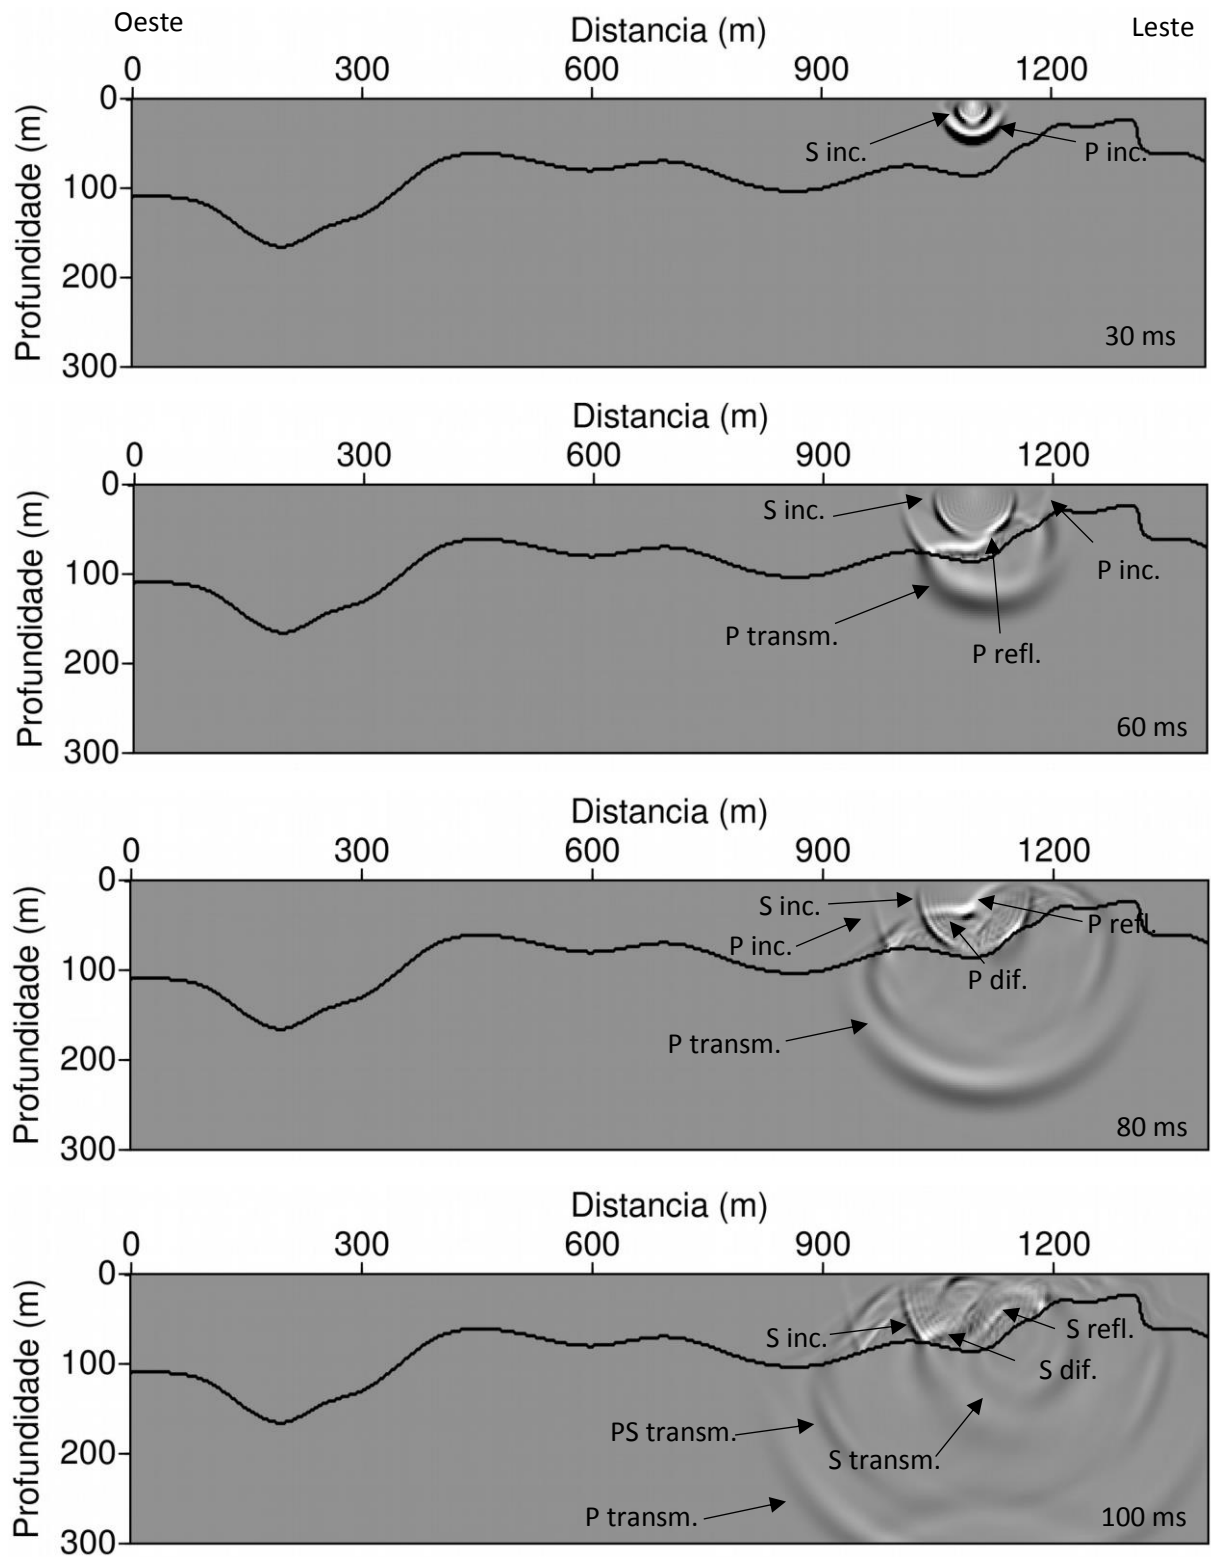 Oeste
Distancia (m)
Leste
0 300 600 900 1200
Profundidade (m)
0
100
200
300
S inc.
P inc.
30 ms
Distancia (m)
0 300 600 900 1200
Profundidade (m)
0
100
200
300
S inc.
P inc.
P transm.
P refl.
60 ms
Distancia (m)
0 300 600 900 1200
Profundidade (m)
0
100
200
300
S inc.
P refl.
P inc.
P dif.
P transm.
80 ms
Distancia (m)
0 300 600 900 1200
Profundidade (m)
0
100
200
300
S inc.
S refl.
S dif.
PS transm.
S transm.
P transm.
100 ms